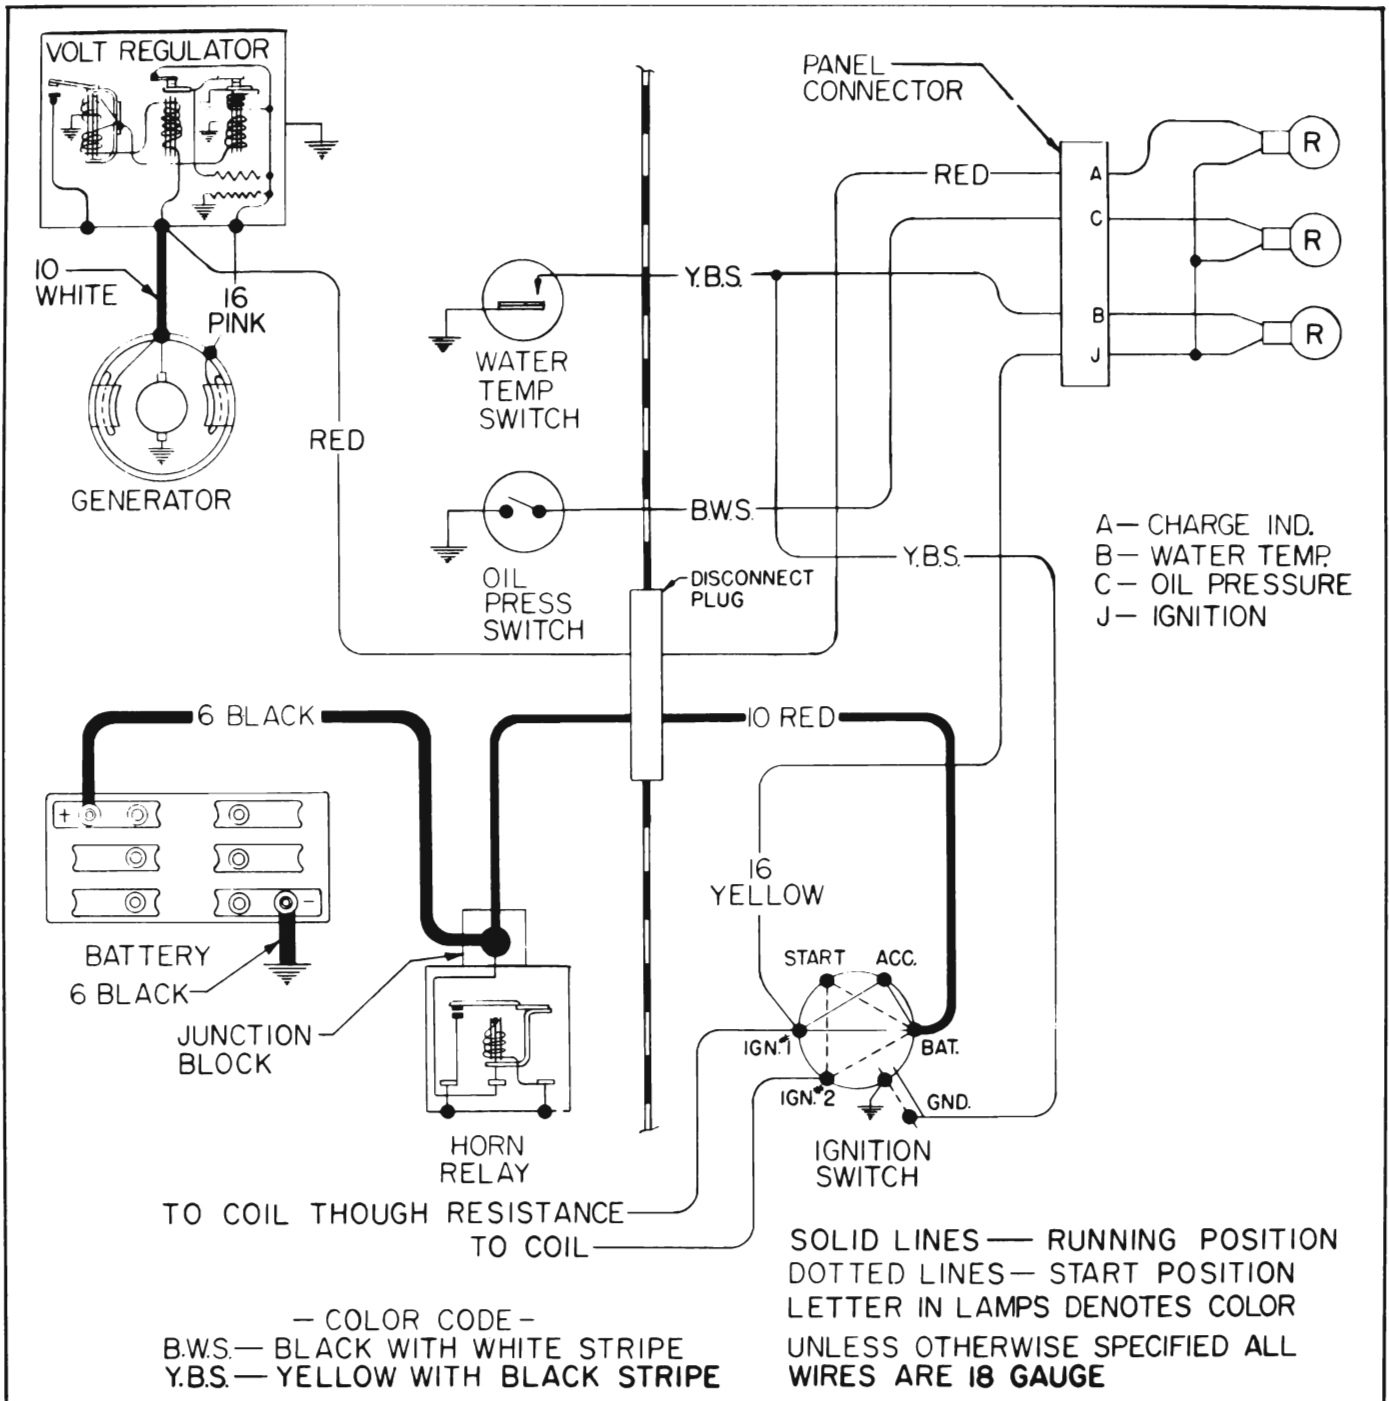 VOLT REGULATOR
PANEL
CONNECTOR
R
A
RED
C
R
10
WHITE
16
PINK
Y.B.S.
B
R
J
WATER
TEMP
SWITCH
RED
GENERATOR
B.W.S.
A— CHARGE IND.
B— WATER TEMP.
C— OIL PRESSURE
J— IGNITION
Y.B.S.
DISCONNECT
PLUG
OIL
PRESS
SWITCH
6 BLACK
10 RED
+
−
16
YELLOW
BATTERY
6 BLACK
START
ACC.
JUNCTION
BLOCK
IGN.#1
BAT.
IGN.#2
GND.
HORN
RELAY
IGNITION
SWITCH
TO COIL THOUGH RESISTANCE
TO COIL
SOLID LINES — RUNNING POSITION
DOTTED LINES — START POSITION
LETTER IN LAMPS DENOTES COLOR
UNLESS OTHERWISE SPECIFIED ALL
WIRES ARE 18 GAUGE
— COLOR CODE —
B.W.S.— BLACK WITH WHITE STRIPE
Y.B.S.— YELLOW WITH BLACK STRIPE